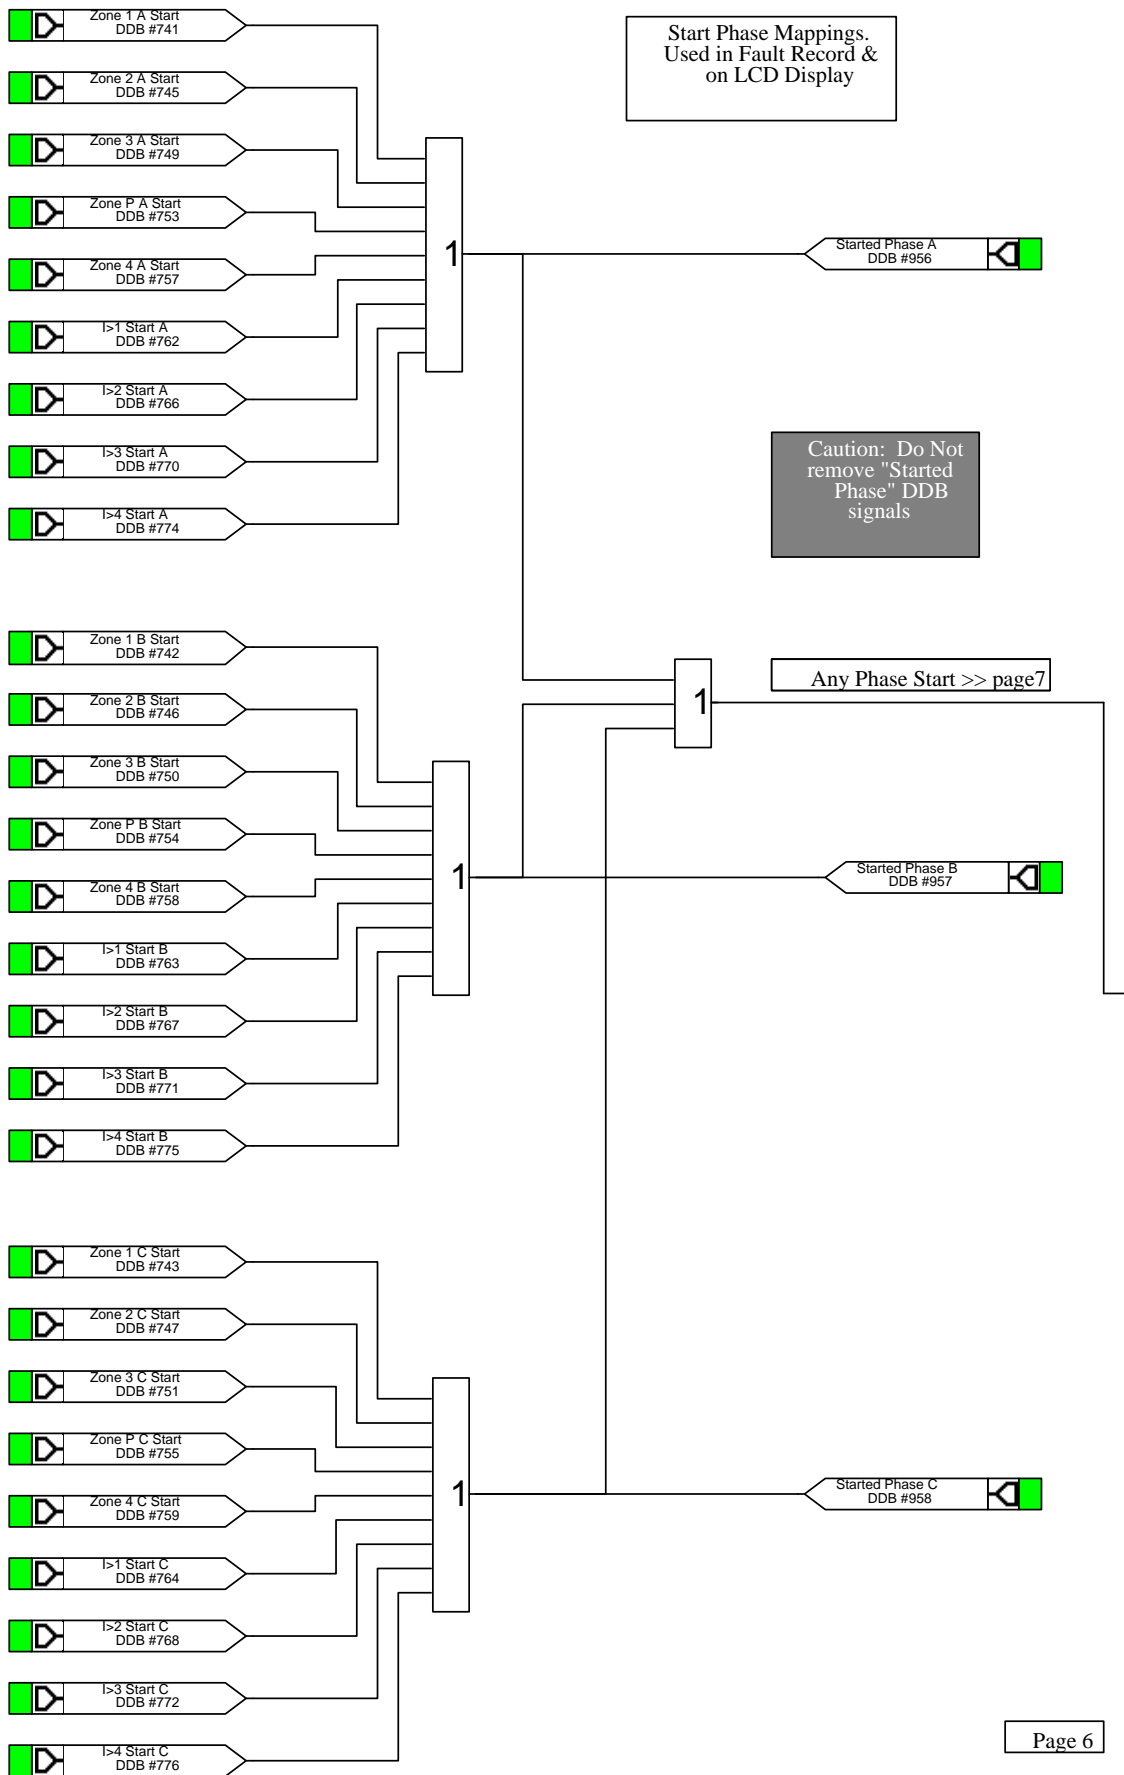 Zone 1 A Start
DDB #741
Zone 2 A Start
DDB #745
Zone 3 A Start
DDB #749
Zone P A Start
DDB #753
Zone 4 A Start
DDB #757
I>1 Start A
DDB #762
I>2 Start A
DDB #766
I>3 Start A
DDB #770
I>4 Start A
DDB #774
1
Start Phase Mappings.
Used in Fault Record &
on LCD Display
Started Phase A
DDB #956
Caution:  Do Not
remove "Started
Phase" DDB
signals
Zone 1 B Start
DDB #742
Zone 2 B Start
DDB #746
Zone 3 B Start
DDB #750
Zone P B Start
DDB #754
Zone 4 B Start
DDB #758
I>1 Start B
DDB #763
I>2 Start B
DDB #767
I>3 Start B
DDB #771
I>4 Start B
DDB #775
1
1
Any Phase Start >> page7
Started Phase B
DDB #957
Zone 1 C Start
DDB #743
Zone 2 C Start
DDB #747
Zone 3 C Start
DDB #751
Zone P C Start
DDB #755
Zone 4 C Start
DDB #759
I>1 Start C
DDB #764
I>2 Start C
DDB #768
I>3 Start C
DDB #772
I>4 Start C
DDB #776
1
Started Phase C
DDB #958
Page 6